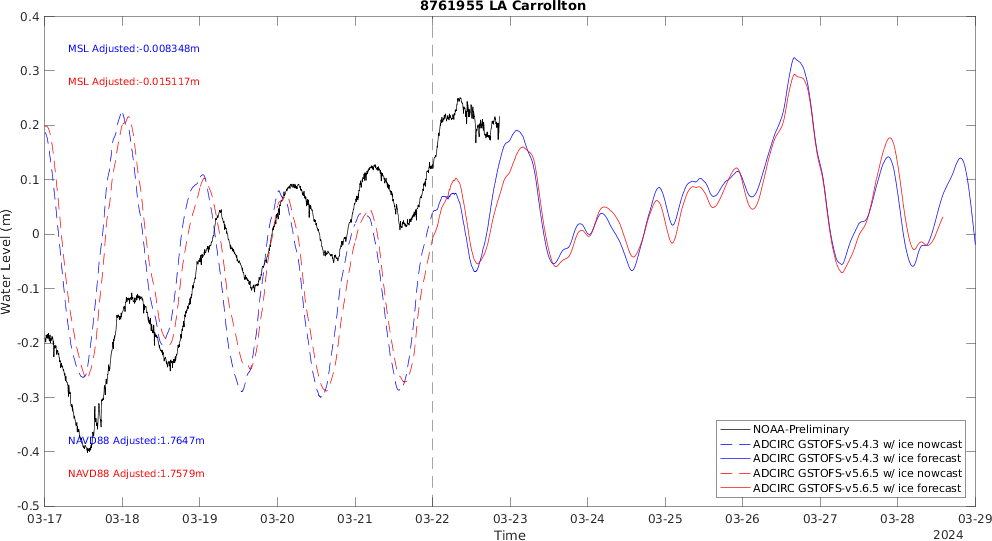 8761955 LA Carrollton
MSL Adjusted:-0.008348m
MSL Adjusted:-0.015117m
NAVD88 Adjusted:1.7647m
NAVD88 Adjusted:1.7579m
Water Level (m)
0.4
0.3
0.2
0.1
0
-0.1
-0.2
-0.3
-0.4
-0.5
NOAA-Preliminary
ADCIRC GSTOFS-v5.4.3 w/ ice nowcast
ADCIRC GSTOFS-v5.4.3 w/ ice forecast
ADCIRC GSTOFS-v5.6.5 w/ ice nowcast
ADCIRC GSTOFS-v5.6.5 w/ ice forecast
03-17 03-18 03-19 03-20 03-21 03-22 03-23 03-24 03-25 03-26 03-27 03-28 03-29
Time
2024